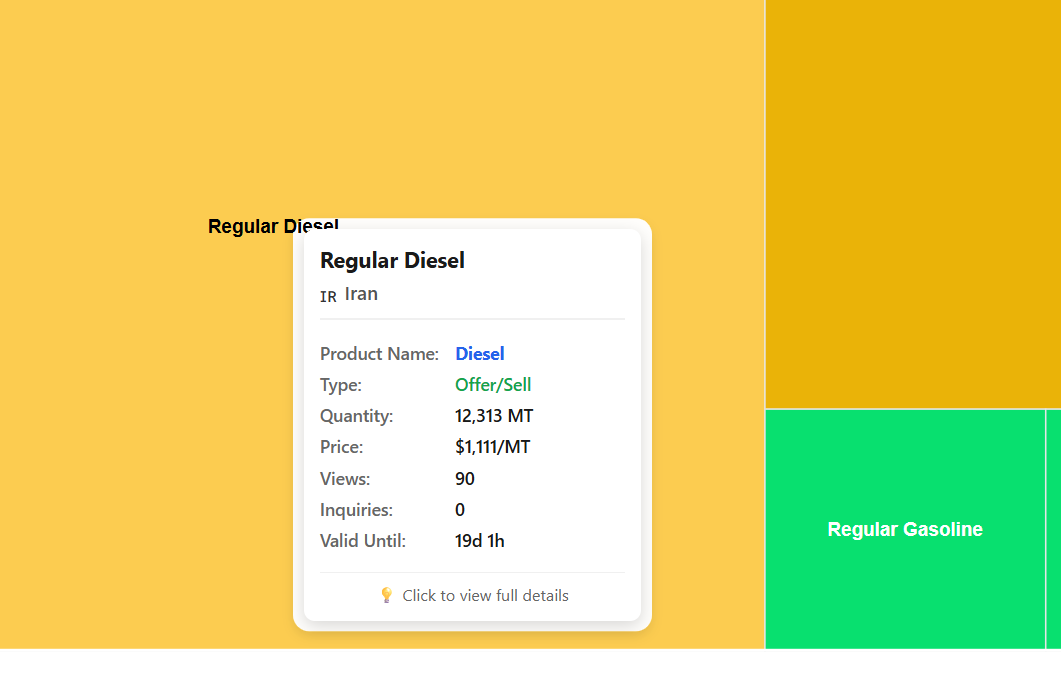 Regular Diesel
Regular Diesel
IR Iran
Product Name: Diesel
Type: Offer/Sell
Quantity: 12,313 MT
Price: $1,111/MT
Views: 90
Inquiries: 0
Valid Until: 19d 1h
💡 Click to view full details
Regular Gasoline